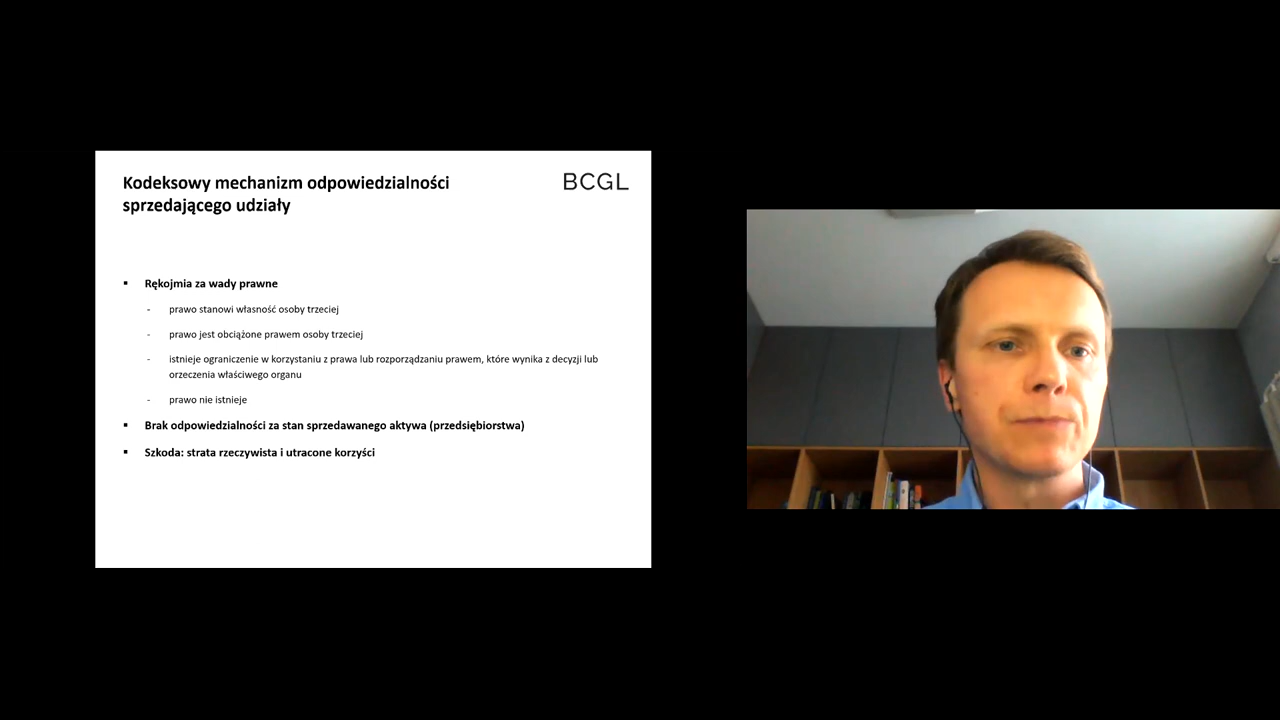 Kodeksowy mechanizm odpowiedzialności
sprzedającego udziały
BCGL
▪ Rękojmia za wady prawne
- prawo stanowi własność osoby trzeciej
- prawo jest obciążone prawem osoby trzeciej
- istnieje ograniczenie w korzystaniu z prawa lub rozporządzaniu prawem, które wynika z decyzji lub
orzeczenia właściwego organu
- prawo nie istnieje
▪ Brak odpowiedzialności za stan sprzedawanego aktywa (przedsiębiorstwa)
▪ Szkoda: strata rzeczywista i utracone korzyści